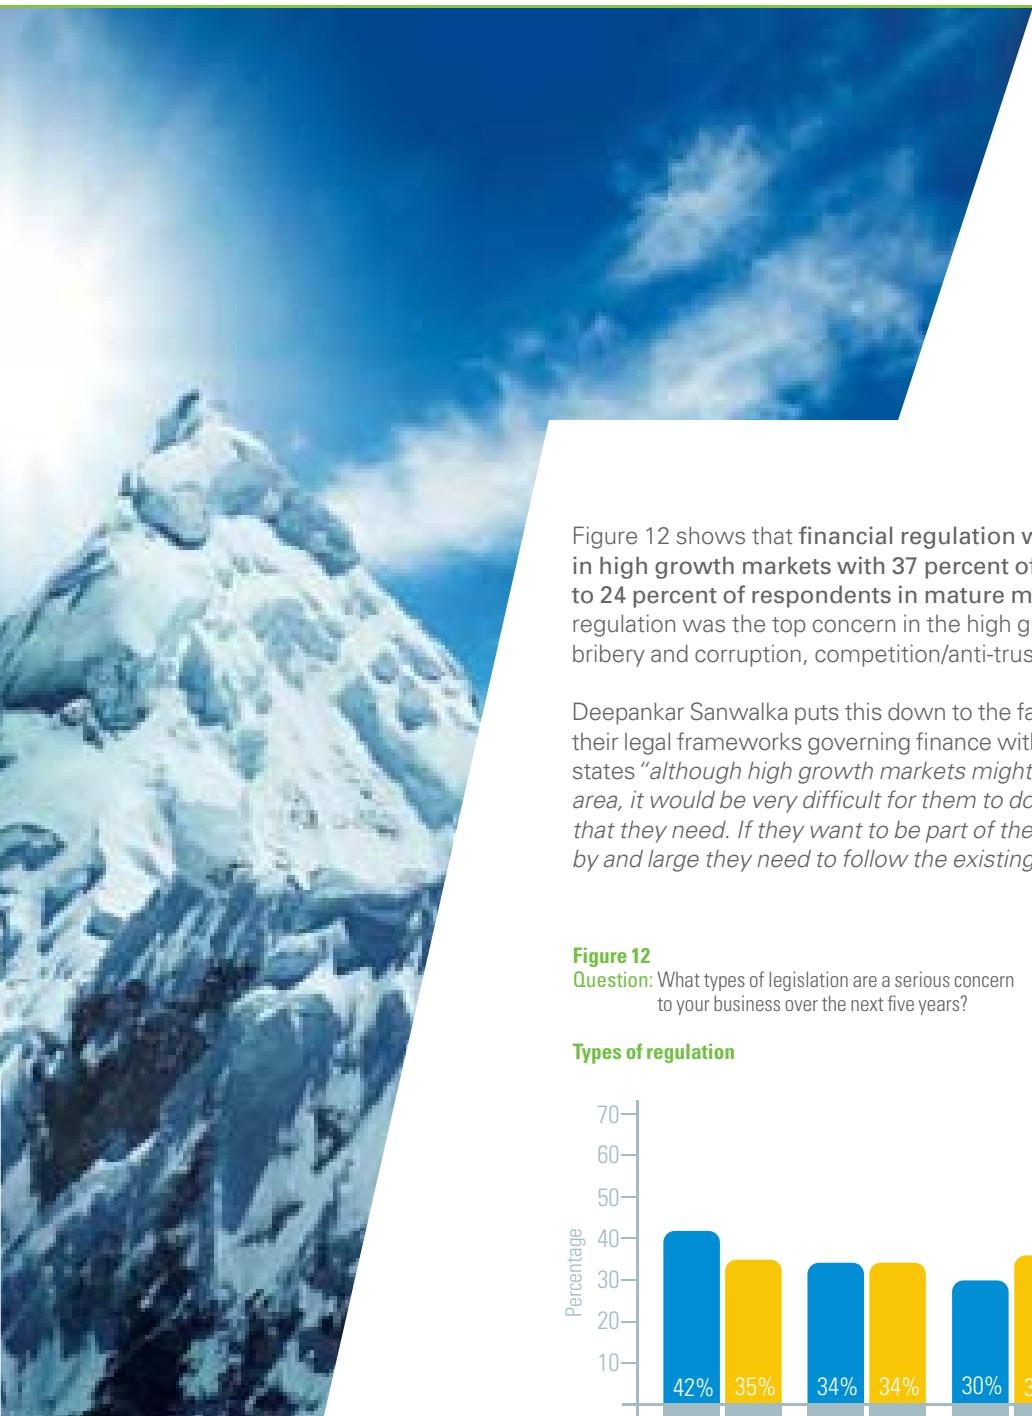 Figure 12 shows that financial regulation
in high growth markets with 37 percent of
to 24 percent of respondents in mature
regulation was the top concern in the high
bribery and corruption,
Deepankar Sanwalka puts this down to the
their legal frameworks governing finance
states “although high growth markets might
area, it would be very difficult for them to do
that they need. If they want to be part of the
by and large they need to follow the existing
Figure 12
Question: What types of legislation are a serious concern
to your business over the next five years?
Types of regulation
70
60
50
40
30
20
10
Percentage
42% 35% 34% 34% 30%